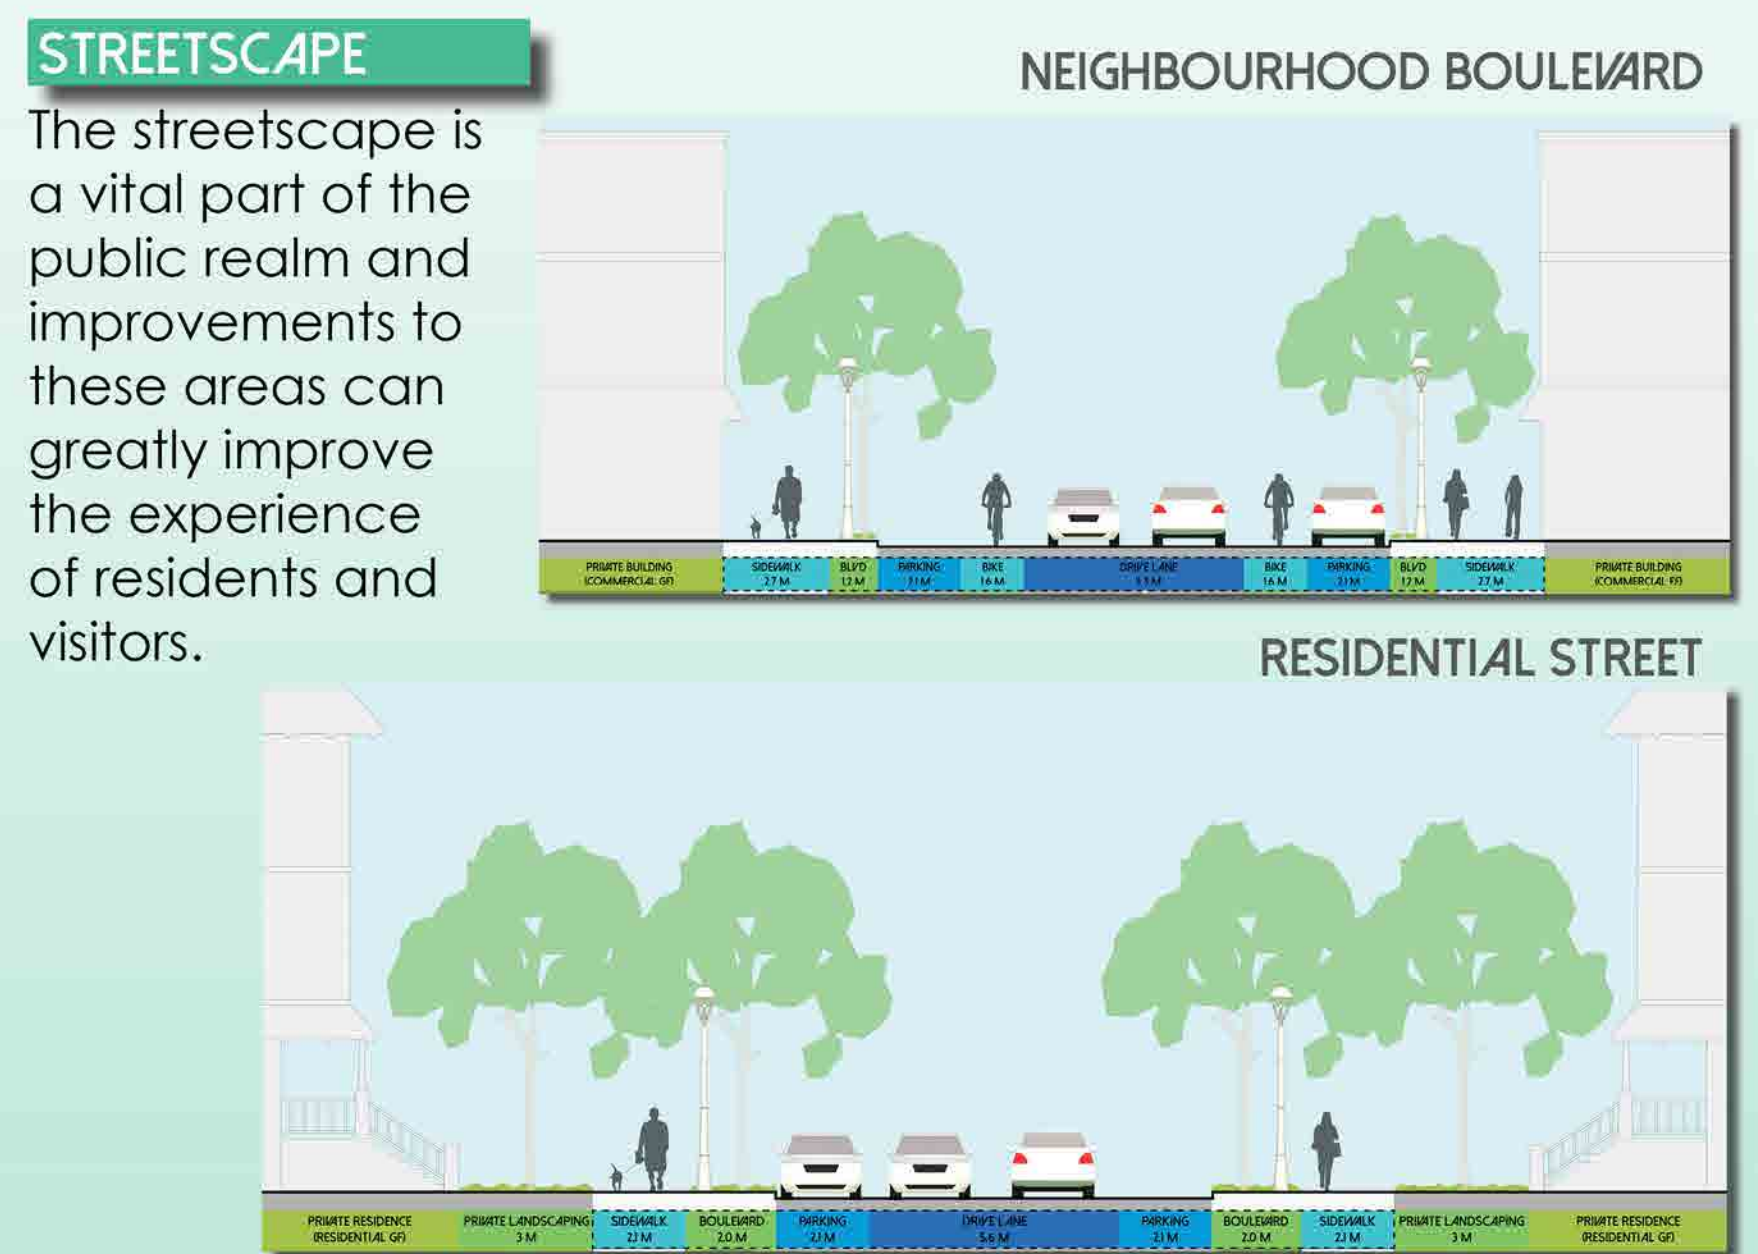 STREETSCAPE
The streetscape is
a vital part of the
public realm and
improvements to
these areas can
greatly improve
the experience
of residents and
visitors.
NEIGHBOURHOOD BOULEVARD
PRIVATE BUILDING
(COMMERCIAL GF)
SIDEWALK
2.7 M
BLVD
1.2 M
PARKING
2.1 M
BIKE
1.6 M
DRIVE LANE
BIKE
1.6 M
PARKING
2.1 M
BLVD
1.2 M
SIDEWALK
2.7 M
PRIVATE BUILDING
(COMMERCIAL
RESIDENTIAL STREET
PRIVATE RESIDENCE
(RESIDENTIAL GF)
PRIVATE LANDSCAPING
3 M
SIDEWALK
2.1 M
BOULEVARD
2.0 M
PARKING
2.1 M
DRIVE LANE
5.6 M
PARKING
2.1 M
BOULEVARD
2.0 M
SIDEWALK
2.1 M
PRIVATE LANDSCAPING
3 M
PRIVATE RESIDENCE
(RESIDENTIAL GF)